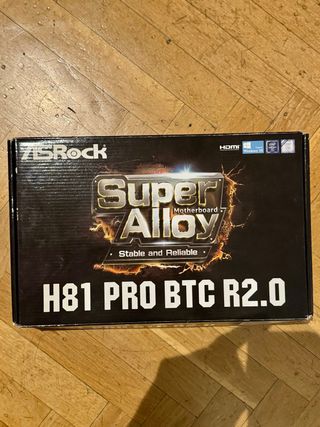 ASRock
HDMI
Super
Alloy
Motherboard
Stable and Reliable
H81 PRO BTC R2.0